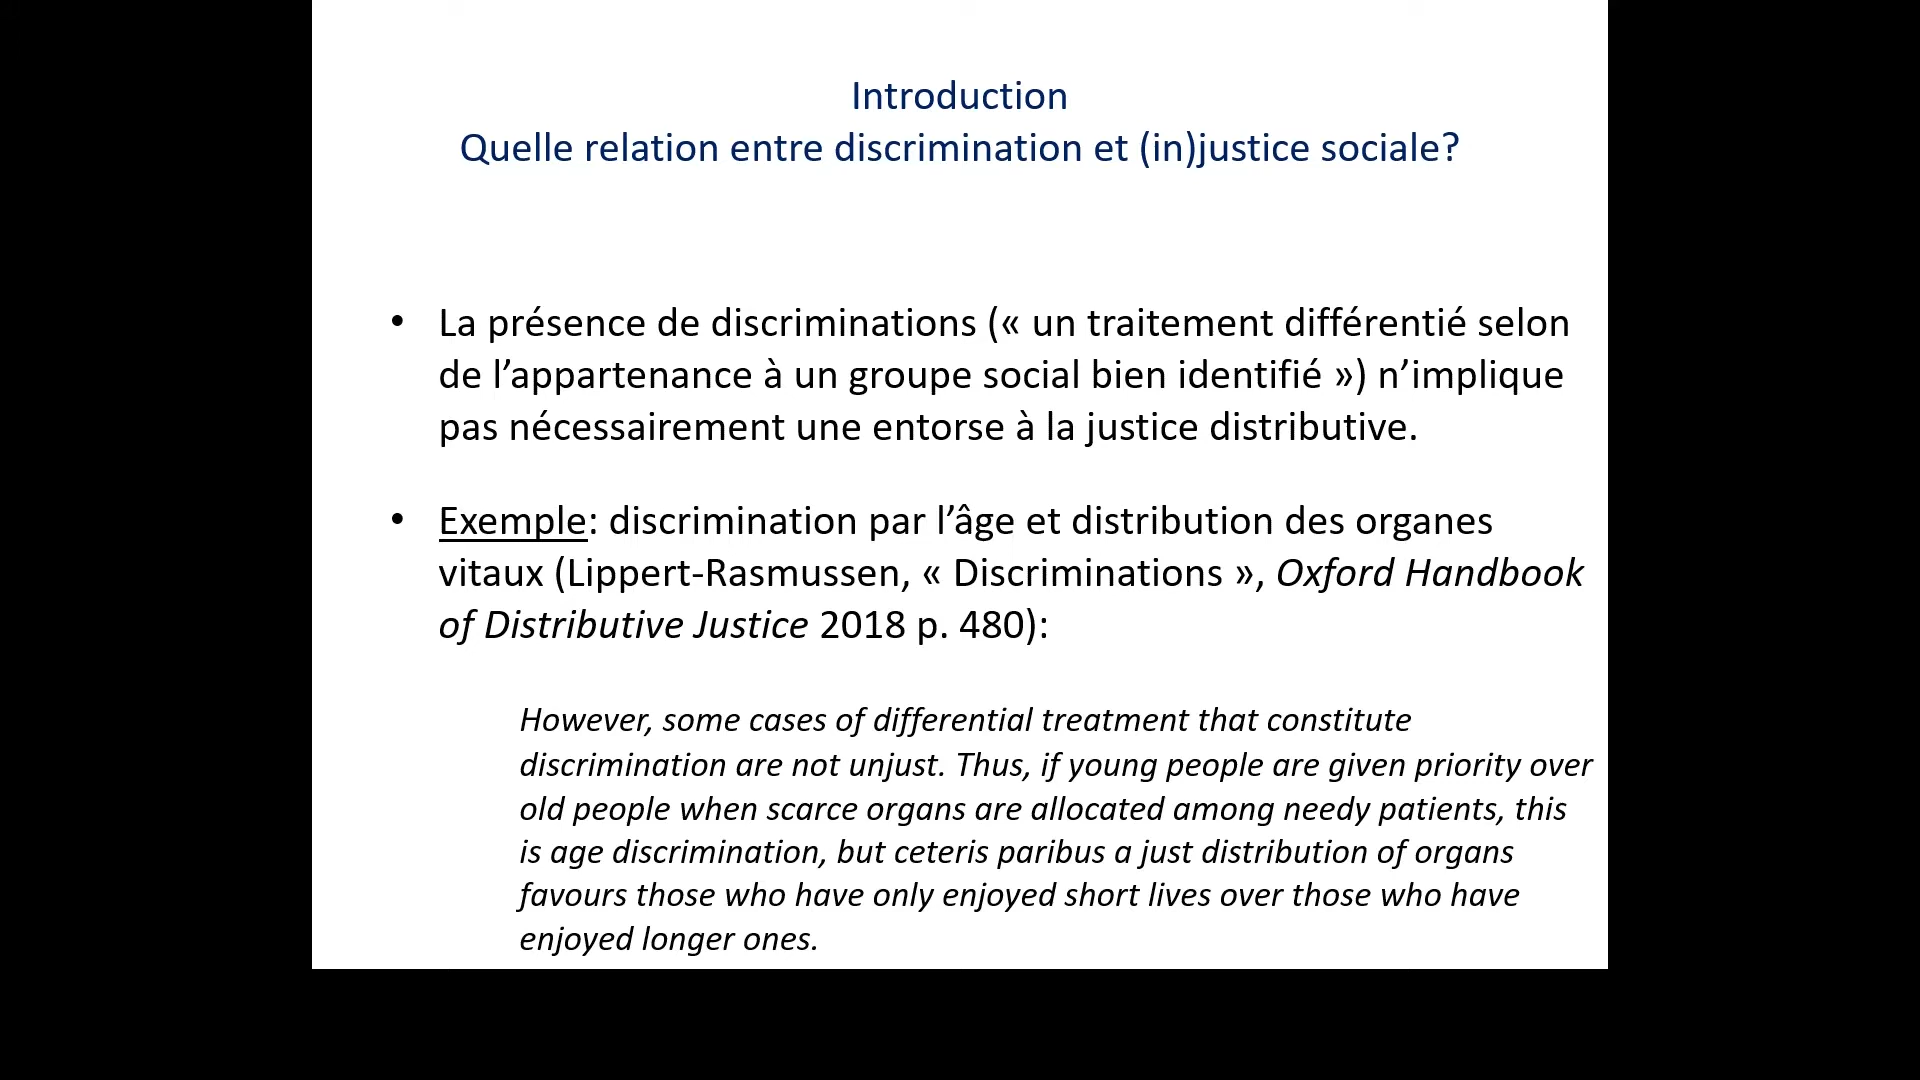 Introduction
Quelle relation entre discrimination et (in)justice sociale?
• La présence de discriminations (« un traitement différentié selon
de l’appartenance à un groupe social bien identifié ») n’implique
pas nécessairement une entorse à la justice distributive.
• Exemple: discrimination par l’âge et distribution des organes
vitaux (Lippert-Rasmussen, « Discriminations », Oxford Handbook
of Distributive Justice 2018 p. 480):
However, some cases of differential treatment that constitute
discrimination are not unjust. Thus, if young people are given priority over
old people when scarce organs are allocated among needy patients, this
is age discrimination, but ceteris paribus a just distribution of organs
favours those who have only enjoyed short lives over those who have
enjoyed longer ones.